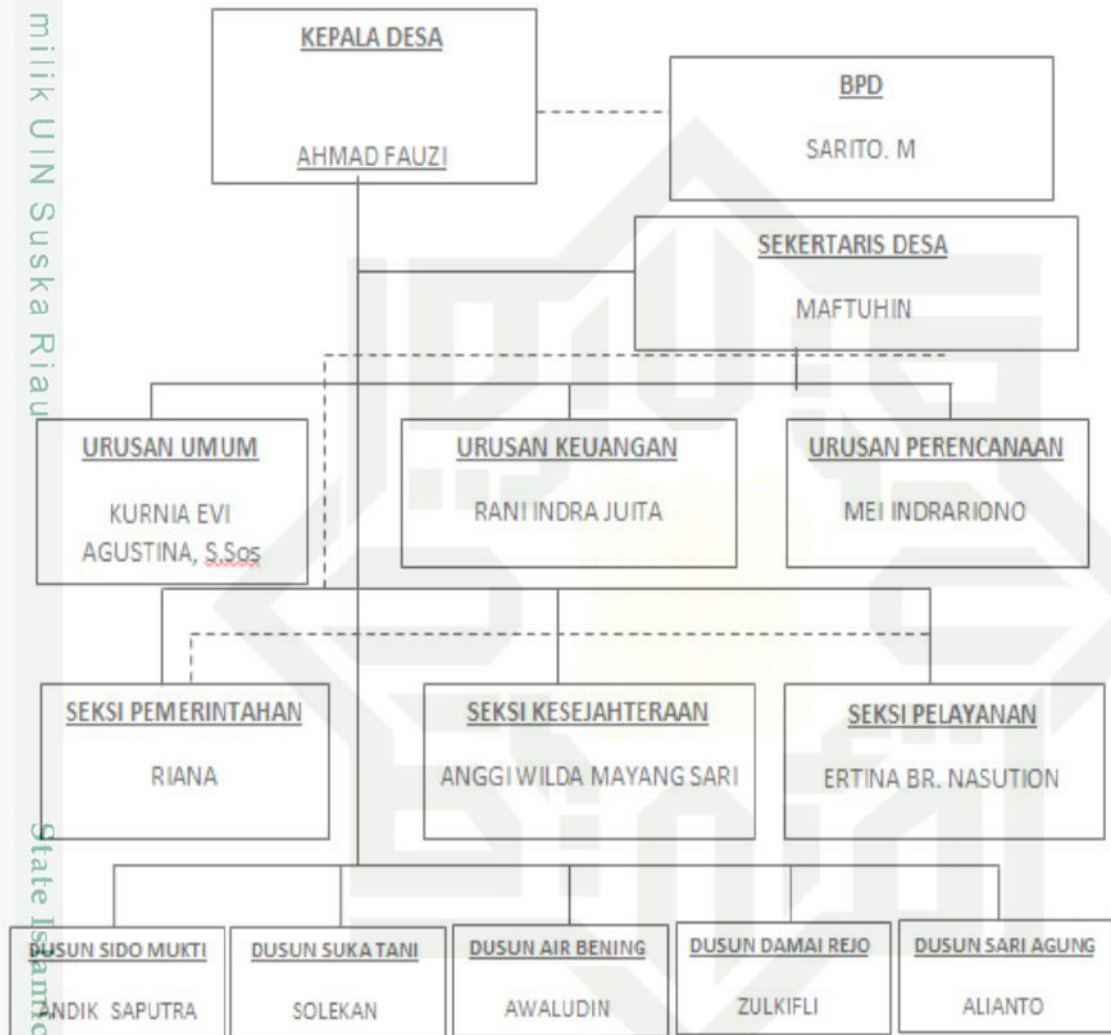 milik UIN Suska Riau
KEPALA DESA
AHMAD FAUZI
BPD
SARITO. M
SEKERTARIS DESA
MAFTUHIN
URUSAN UMUM
KURNIA EVI
AGUSTINA, S.Sos
URUSAN KEUANGAN
RANI INDRA JUITA
URUSAN PERENCANAAN
MEI INDRARIONO
SEKSI PEMERINTAHAN
RIANA
SEKSI KESEJAHTERAAN
ANGGI WILDA MAYANG SARI
SEKSI PELAYANAN
ERTINA BR. NASUTION
State Islamic
DUSUN SIDO MUKTI
ANDIK SAPUTRA
DUSUN SUKA TANI
SOLEKAN
DUSUN AIR BENING
AWALUDIN
DUSUN DAMAI REJO
ZULKIFLI
DUSUN SARI AGUNG
ALIANTO